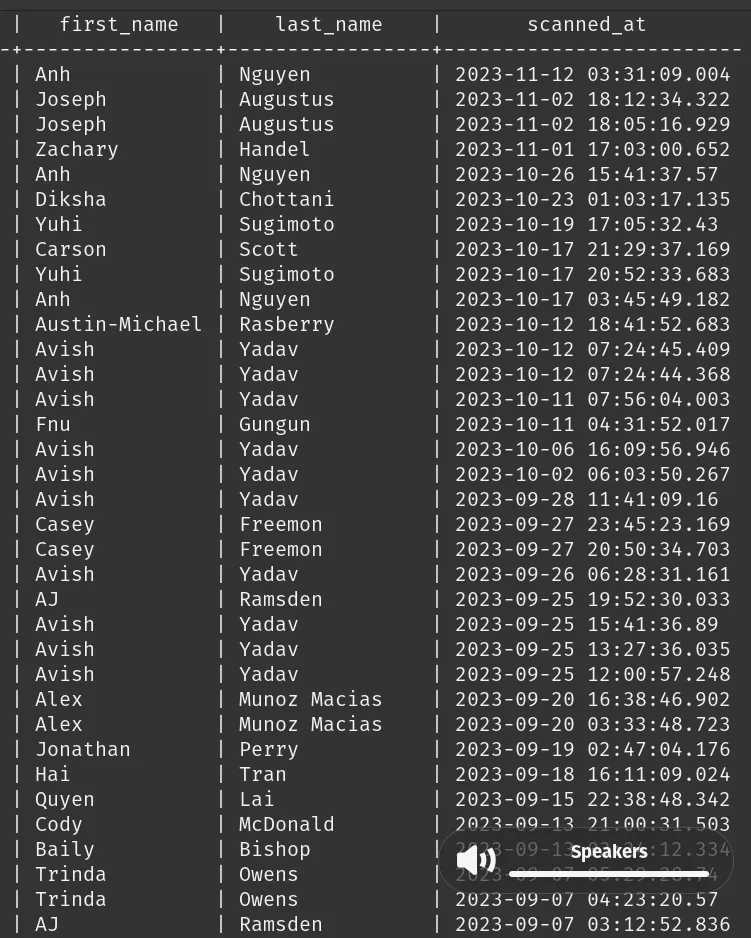 | first_name | last_name | scanned_at
-+----------------+-----------------+-------------------------
| Anh | Nguyen | 2023-11-12 03:31:09.004
| Joseph | Augustus | 2023-11-02 18:12:34.322
| Joseph | Augustus | 2023-11-02 18:05:16.929
| Zachary | Handel | 2023-11-01 17:03:00.652
| Anh | Nguyen | 2023-10-26 15:41:37.57
| Diksha | Chottani | 2023-10-23 01:03:17.135
| Yuhi | Sugimoto | 2023-10-19 17:05:32.43
| Carson | Scott | 2023-10-17 21:29:37.169
| Yuhi | Sugimoto | 2023-10-17 20:52:33.683
| Anh | Nguyen | 2023-10-17 03:45:49.182
| Austin-Michael | Rasberry | 2023-10-12 18:41:52.683
| Avish | Yadav | 2023-10-12 07:24:45.409
| Avish | Yadav | 2023-10-12 07:24:44.368
| Avish | Yadav | 2023-10-11 07:56:04.003
| Fnu | Gungun | 2023-10-11 04:31:52.017
| Avish | Yadav | 2023-10-06 16:09:56.946
| Avish | Yadav | 2023-10-02 06:03:50.267
| Avish | Yadav | 2023-09-28 11:41:09.16
| Casey | Freemon | 2023-09-27 23:45:23.169
| Casey | Freemon | 2023-09-27 20:50:34.703
| Avish | Yadav | 2023-09-26 06:28:31.161
| AJ | Ramsden | 2023-09-25 19:52:30.033
| Avish | Yadav | 2023-09-25 15:41:36.89
| Avish | Yadav | 2023-09-25 13:27:36.035
| Avish | Yadav | 2023-09-25 12:00:57.248
| Alex | Munoz Macias | 2023-09-20 16:38:46.902
| Alex | Munoz Macias | 2023-09-20 03:33:48.723
| Jonathan | Perry | 2023-09-19 02:47:04.176
| Hai | Tran | 2023-09-18 16:11:09.024
| Quyen | Lai | 2023-09-15 22:38:48.342
| Cody | McDonald | 2023-09-13 21:00:31.503
| Baily | Bishop | 2023-09-13
Speakers
| Trinda | Owens | 2023-09-07
| Trinda | Owens | 2023-09-07 04:23:20.57
| AJ | Ramsden | 2023-09-07 03:12:52.836